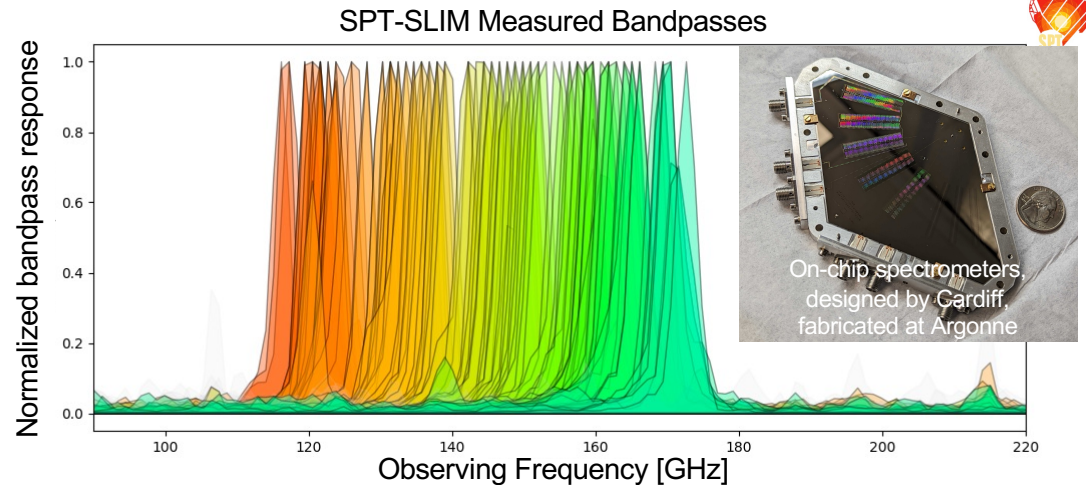 SPT-SLIM Measured Bandpasses
SPT
Normalized bandpass response
1.0
0.8
0.6
0.4
0.2
0.0
On-chip spectrometers,
designed by Cardiff,
fabricated at Argonne
100
120
140
160
180
200
220
Observing Frequency [GHz]